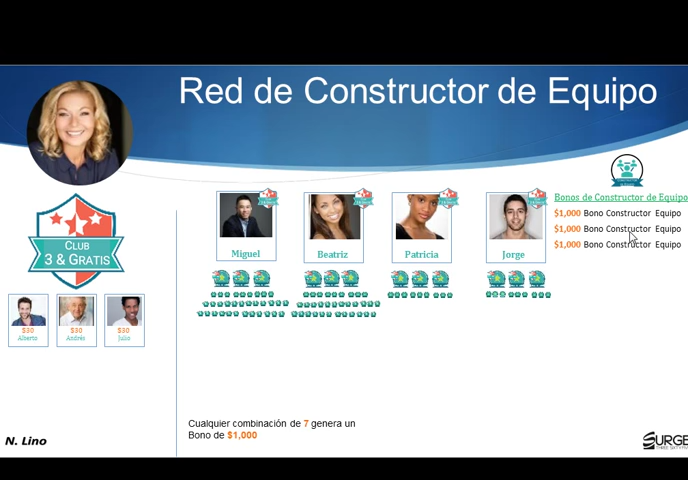 Red de Constructor de Equipo
CLUB
3 & GRATIS
Miguel
Beatriz
Patricia
Jorge
Bonos de Constructor de Equipo
$1,000 Bono Constructor Equipo
$1,000 Bono Constructor Equipo
$1,000 Bono Constructor Equipo
$30
$30
$30
Alberto
Andrés
Julio
Cualquier combinación de 7 genera un
Bono de $1,000
N. Lino
SURGE